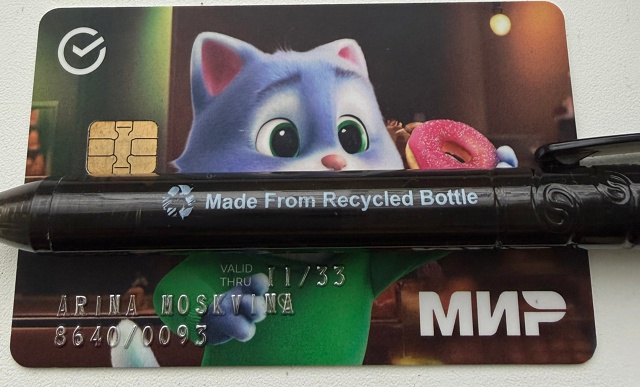 Made From Recycled Bottle
VALID
THRU 11/33
ARINA MOSKVINA
8640/0093
МИР